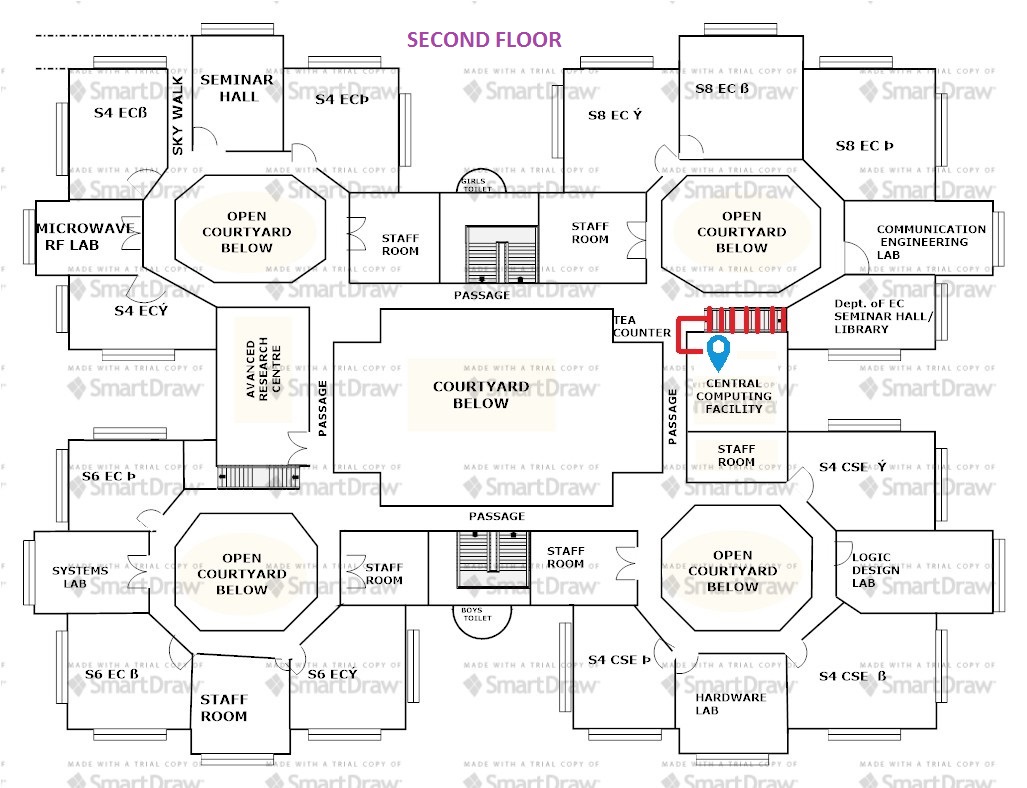 SECOND FLOOR
MADE WITH A TRIAL COPY OF
SmartDraw
SKY WALK
SEMINAR
HALL
S4 ECß
S4 ECÞ
S8 EC Ý
S8 EC ß
S8 EC Þ
GIRLS
TOILET
MICROWAVE
RF LAB
OPEN
COURTYARD
BELOW
STAFF
ROOM
STAFF
ROOM
OPEN
COURTYARD
BELOW
COMMUNICATION
ENGINEERING
LAB
PASSAGE
S4 ECÝ
TEA
COUNTER
Dept. of EC
SEMINAR HALL/
LIBRARY
AVANCED
RESEARCH
CENTRE
PASSAGE
COURTYARD
BELOW
PASSAGE
CENTRAL
COMPUTING
FACILITY
STAFF
ROOM
S6 EC Þ
S4 CSE Ý
PASSAGE
SYSTEMS
LAB
OPEN
COURTYARD
BELOW
STAFF
ROOM
STAFF
ROOM
OPEN
COURTYARD
BELOW
LOGIC
DESIGN
LAB
BOYS
TOILET
S6 EC ß
STAFF
ROOM
S6 ECÝ
S4 CSE Þ
HARDWARE
LAB
S4 CSE ß